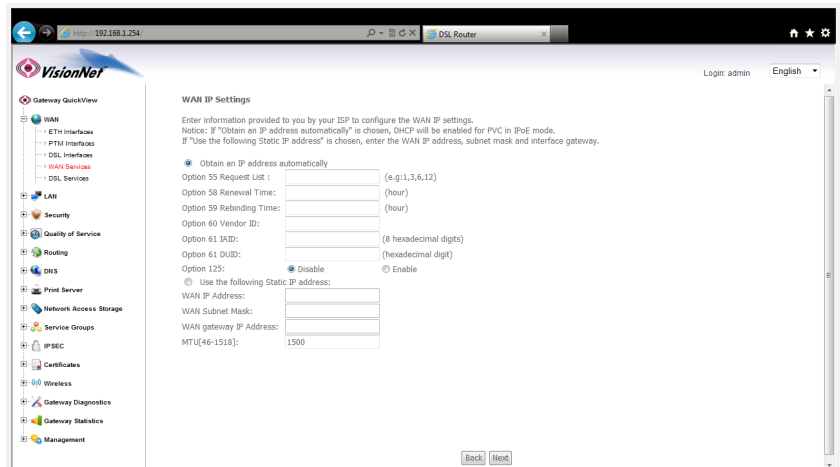 http://192.168.1.254/
DSL Router
VisionNet
Login: admin
English
Gateway QuickView
WAN
ETH Interfaces
PTM Interfaces
DSL Interfaces
WAN Services
DSL Services
LAN
Security
Quality of Service
Routing
DNS
Print Server
Network Access Storage
Service Groups
IPSEC
Certificates
Wireless
Gateway Diagnostics
Gateway Statistics
Management
WAN IP Settings
Enter information provided to you by your ISP to configure the WAN IP settings.
Notice: If "Obtain an IP address automatically" is chosen, DHCP will be enabled for PVC in IPoE mode.
If "Use the following Static IP address" is chosen, enter the WAN IP address, subnet mask and interface gateway.
Obtain an IP address automatically
Option 55 Request List : (e.g:1,3,6,12)
Option 58 Renewal Time: (hour)
Option 59 Rebinding Time: (hour)
Option 60 Vendor ID:
Option 61 IAID: (8 hexadecimal digits)
Option 61 DUID: (hexadecimal digit)
Option 125: Disable Enable
Use the following Static IP address:
WAN IP Address:
WAN Subnet Mask:
WAN gateway IP Address:
MTU[46-1518]: 1500
Back Next